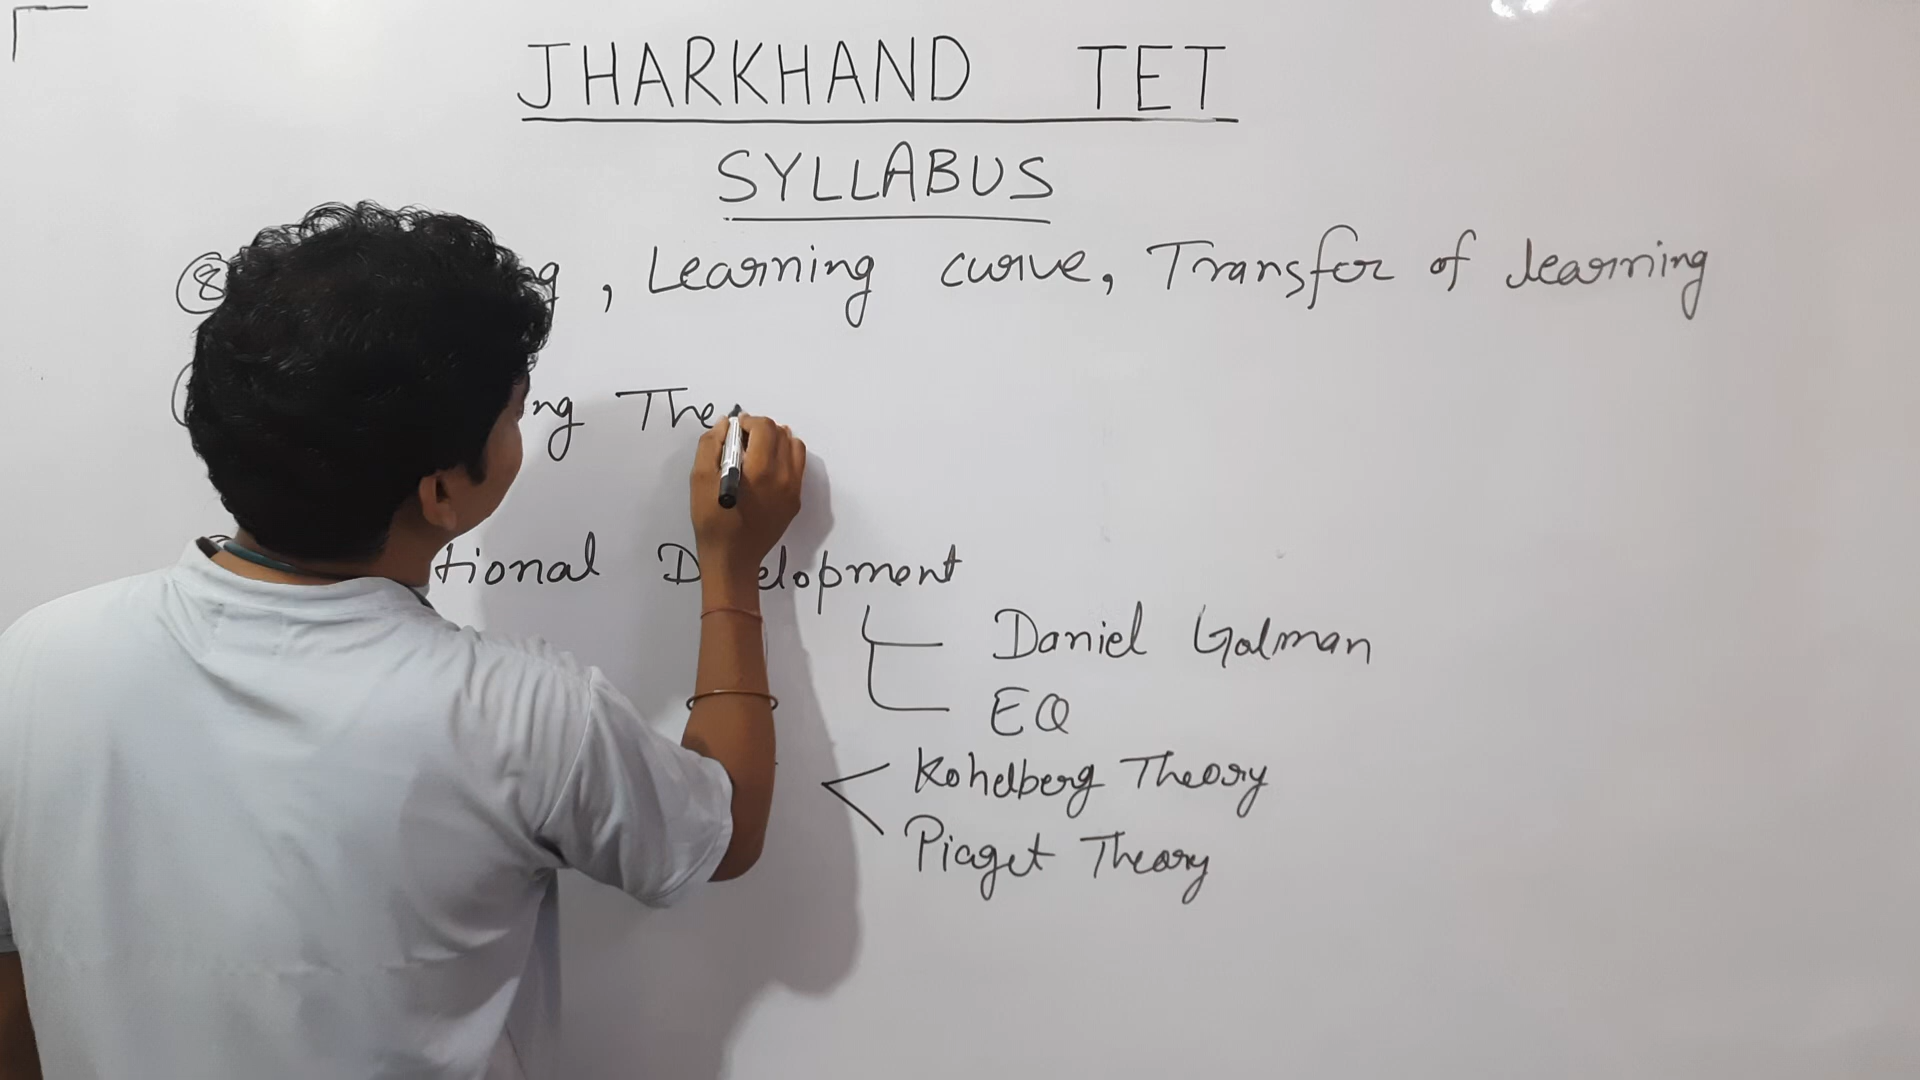 JHARKHAND TET
SYLLABUS
8 , Learning curve, Transfer of learning
ng The
tional Development
Daniel Golman
EQ
Kohelberg Theory
Piaget Theory